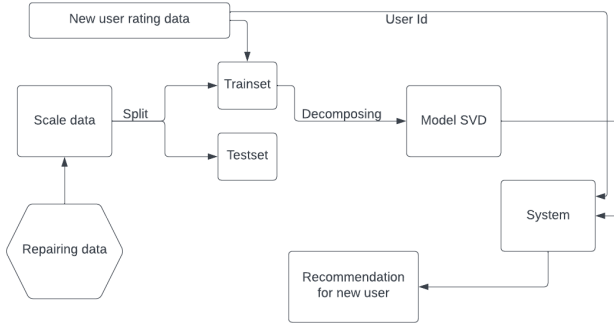 New user rating data
User Id
Trainset
Scale data
Split
Decomposing
Model SVD
Testset
System
Repairing data
Recommendation
for new user